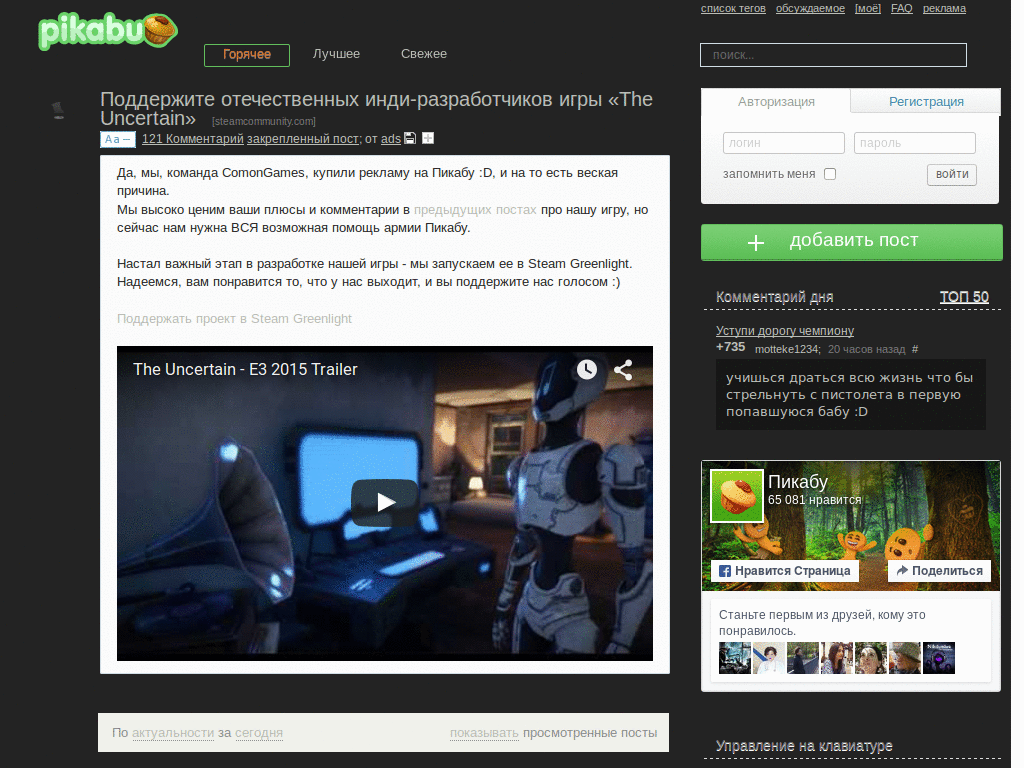 pikabu
список тегов обсуждаемое [моё] FAQ реклама
Горячее Лучшее Свежее
поиск...
Поддержите отечественных инди-разработчиков игры «The
Uncertain» [steamcommunity.com]
Aa – 121 Комментарий закрепленный пост; от ads
Да, мы, команда ComonGames, купили рекламу на Пикабу :D, и на то есть веская
причина.
Мы высоко ценим ваши плюсы и комментарии в предыдущих постах про нашу игру, но
сейчас нам нужна ВСЯ возможная помощь армии Пикабу.
Настал важный этап в разработке нашей игры - мы запускаем ее в Steam Greenlight.
Надеемся, вам понравится то, что у нас выходит, и вы поддержите нас голосом :)
Поддержать проект в Steam Greenlight
The Uncertain - E3 2015 Trailer
По актуальности за сегодня показывать просмотренные посты
Авторизация Регистрация
логин пароль
запомнить меня войти
добавить пост
Комментарий дня ТОП 50
Уступи дорогу чемпиону
+735 motteke1234; 20 часов назад #
учишься драться всю жизнь что бы
стрельнуть с пистолета в первую
попавшуюся бабу :D
Пикабу
65 081 нравится
Нравится Страница Поделиться
Станьте первым из друзей, кому это
понравилось.
Управление на клавиатуре